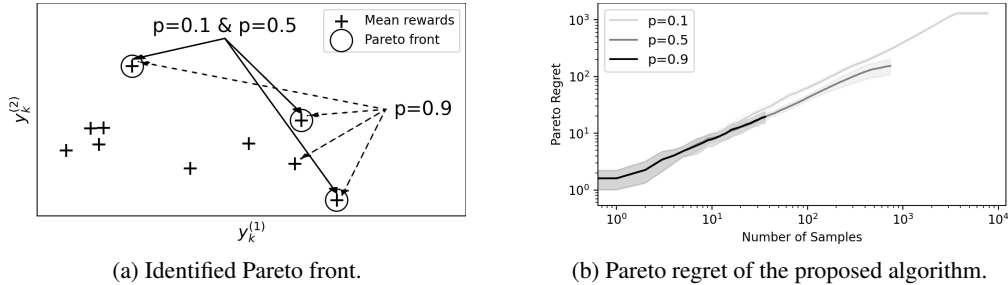 p=0.1 & p=0.5
Mean rewards
Pareto front
p=0.9
y_k^(2)
y_k^(1)
(a) Identified Pareto front.
p=0.1
p=0.5
p=0.9
Pareto Regret
10^3
10^2
10^1
10^0
10^0 10^1 10^2 10^3 10^4
Number of Samples
(b) Pareto regret of the proposed algorithm.